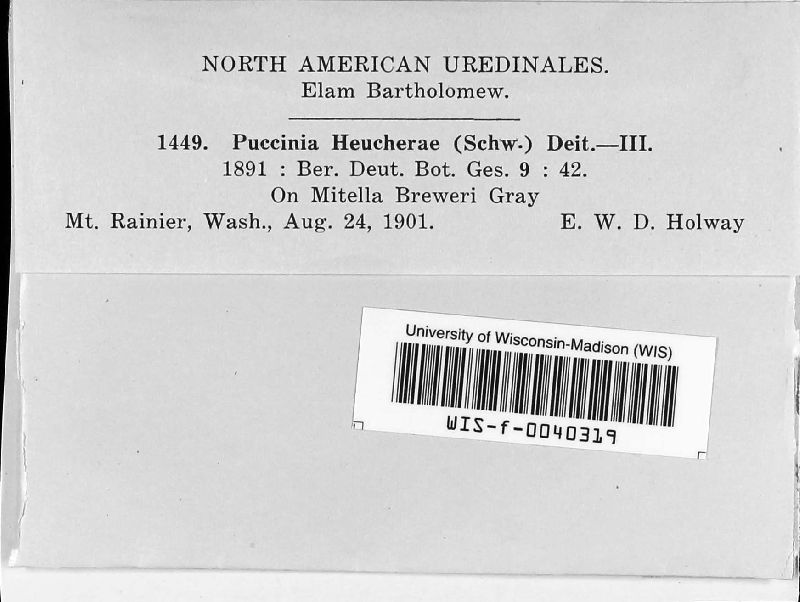 NORTH AMERICAN UREDINALES.
Elam Bartholomew.
1449. Puccinia Heucherae (Schw.) Deit.—III.
1891 : Ber. Deut. Bot. Ges. 9 : 42.
On Mitella Breweri Gray
Mt. Rainier, Wash., Aug. 24, 1901. E. W. D. Holway
University of Wisconsin-Madison (WIS)
WIS-f-0040319